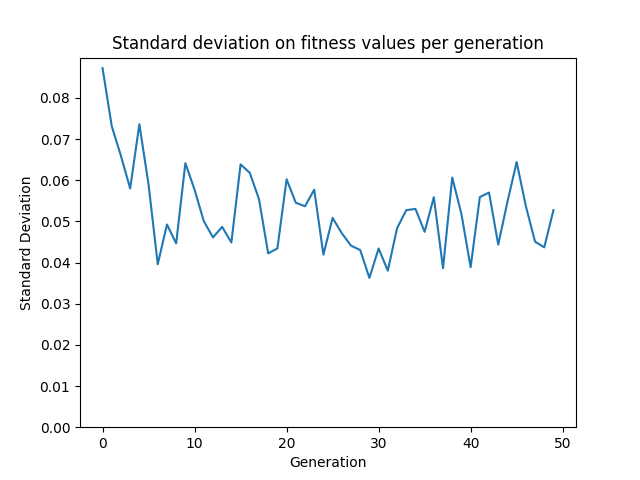 Standard deviation on fitness values per generation
0.08
0.07
0.06
0.05
0.04
0.03
0.02
0.01
0.00
Standard Deviation
0 10 20 30 40 50
Generation